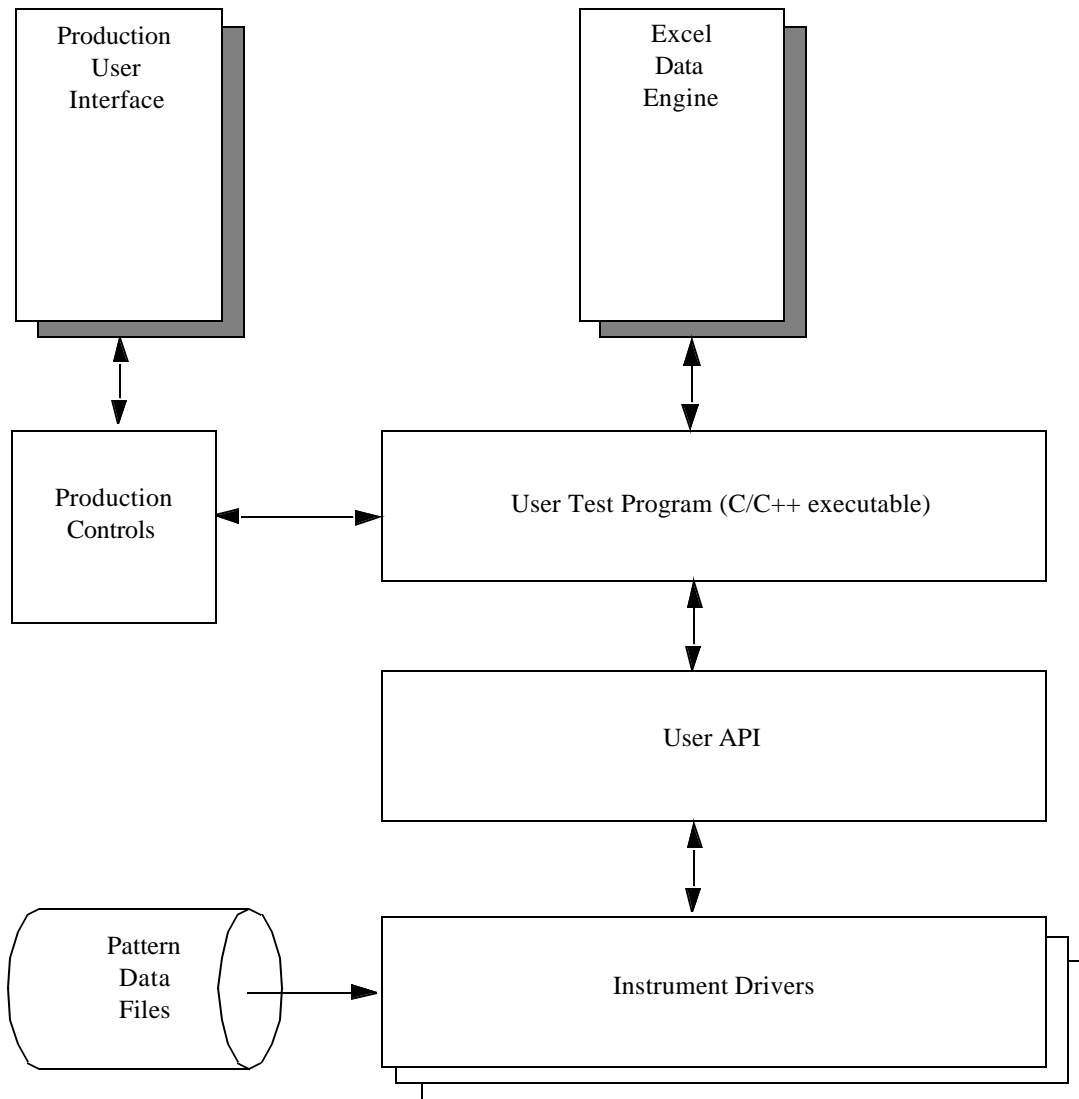 Production
User
Interface
Excel
Data
Engine
Production
Controls
User Test Program (C/C++ executable)
User API
Pattern
Data
Files
Instrument Drivers